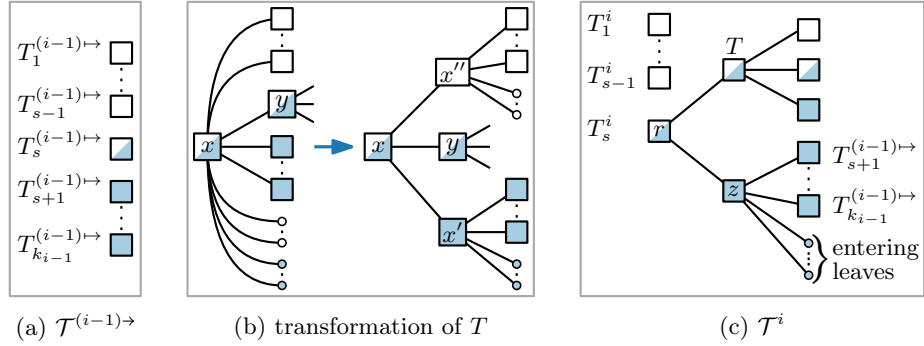 T_1^{(i−1)↦}
T_{s−1}^{(i−1)↦}
T_s^{(i−1)↦}
T_{s+1}^{(i−1)↦}
T_{k_{i−1}}^{(i−1)↦}
(a) 𝒯^{(i−1)→}
x
y
x
x''
y
x'
(b) transformation of T
T_1^i
T_{s−1}^i
T_s^i
T
r
z
T_{s+1}^{(i−1)↦}
T_{k_{i−1}}^{(i−1)↦}
entering
leaves
(c) 𝒯^i